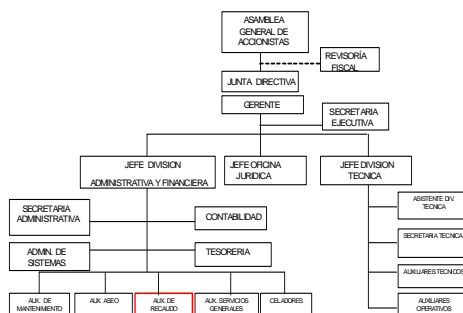 ASAMBLEA
GENERAL DE
ACCIONISTAS
REVISORÍA
FISCAL
JUNTA DIRECTIVA
GERENTE
SECRETARIA
EJECUTIVA
JEFE DIVISION
ADMINISTRATIVA Y FINANCIERA
JEFE OFICINA
JURIDICA
JEFE DIVISION
TECNICA
SECRETARIA
ADMINISTRATIVA
CONTABILIDAD
ADMIN. DE
SISTEMAS
TESORERIA
ASISTENTE DIV.
TECNICA
SECRETARIA TECNICA
AUXILIARES TECNICOS
AUXILIARES
OPERATIVOS
AUX. DE
MANTENIMIENTO
AUX. ASEO
AUX. DE
RECAUDO
AUX. SERVICIOS
GENERALES
CELADORES